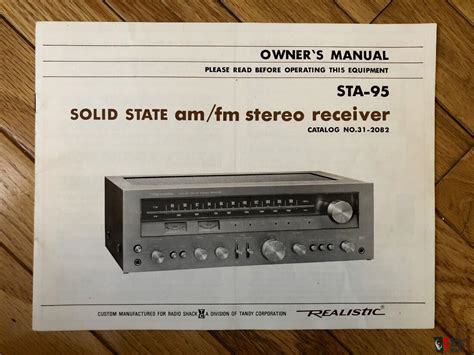 OWNER'S MANUAL
PLEASE READ BEFORE OPERATING THIS EQUIPMENT
STA-95
SOLID STATE am/fm stereo receiver
CATALOG NO.31-2082
CUSTOM MANUFACTURED FOR RADIO SHACK A DIVISION OF TANDY CORPORATION
REALISTIC®